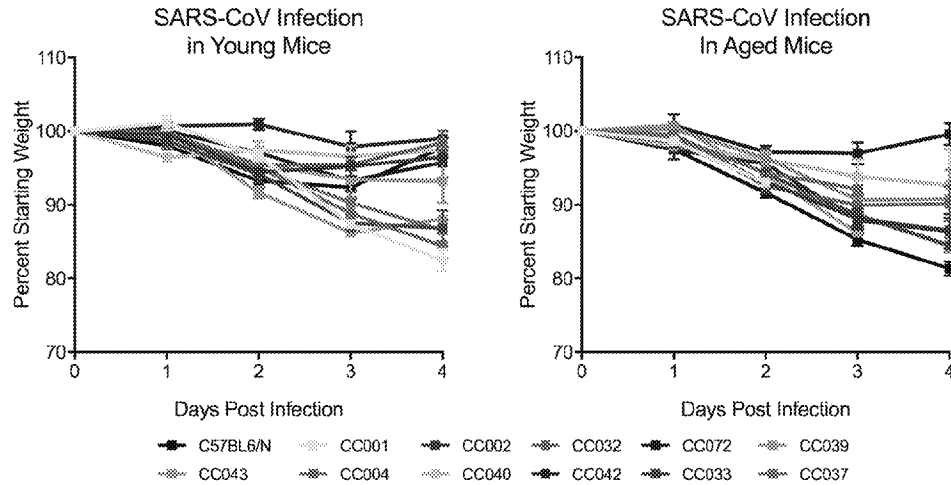 SARS-CoV Infection
in Young Mice
110
100
90
80
70
Percent Starting Weight
0 1 2 3 4
Days Post Infection
SARS-CoV Infection
In Aged Mice
110
100
90
80
70
Percent Starting Weight
0 1 2 3 4
Days Post Infection
C57BL6/N CC001 CC002 CC032 CC072 CC039
CC043 CC004 CC040 CC042 CC033 CC037